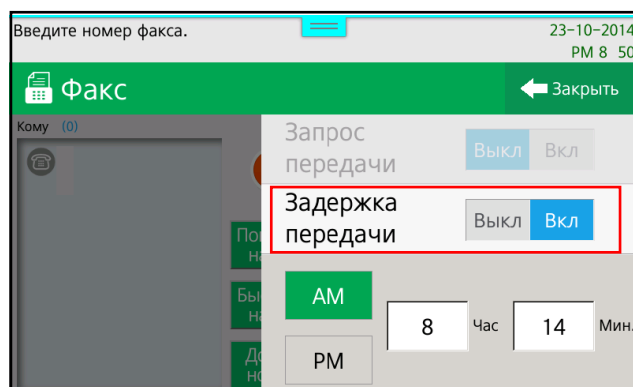 Введите номер факса.
23-10-2014
PM 8 50
Факс
Закрыть
Кому (0)
Запрос
передачи
Выкл Вкл
Задержка
передачи
Выкл Вкл
AM
8 Час 14 Мин.
PM